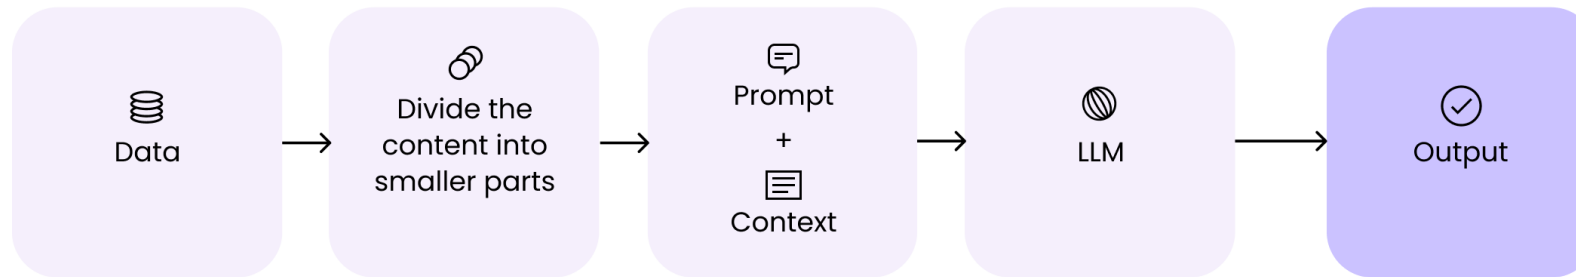 Data
Divide the
content into
smaller parts
Prompt
+
Context
LLM
Output